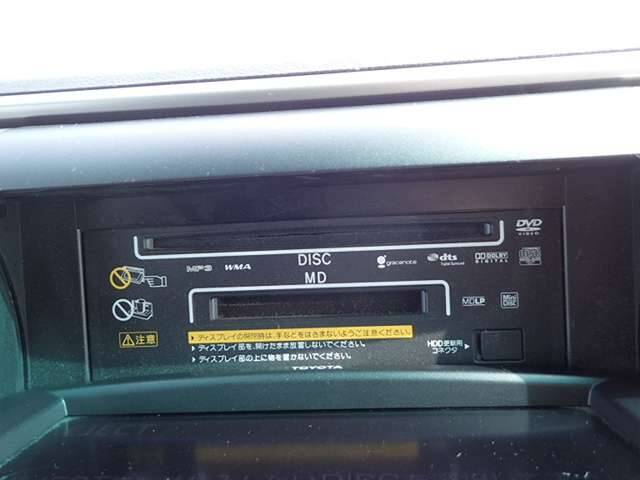 DVD
VIDEO
MP3 WMA DISC gracenote dts DOLBY
Digital Surround DIGITAL
MD
MDLP Mini Disc
▶ディスプレイの開閉時は、手などをはさまないようご注意ください。
⚠注意 ▶ディスプレイ部を、開けたまま放置しないでください。
▶ディスプレイ部の上に物を置かないでください。
HDD更新用
コネクタ ▶
TOYOTA